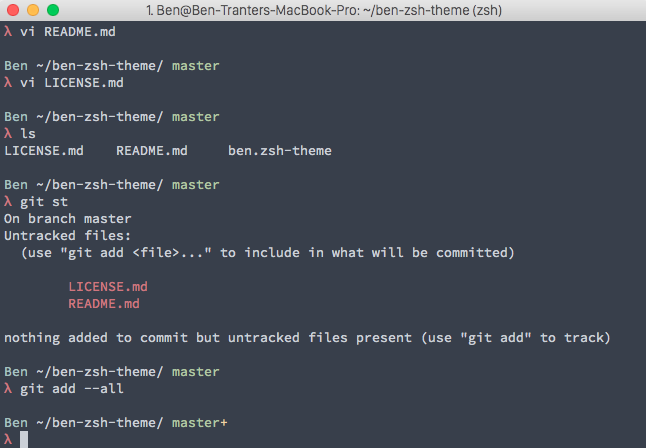 1. Ben@Ben-Tranters-MacBook-Pro: ~/ben-zsh-theme (zsh)
λ vi README.md
Ben ~/ben-zsh-theme/ master
λ vi LICENSE.md
Ben ~/ben-zsh-theme/ master
λ ls
LICENSE.md    README.md     ben.zsh-theme
Ben ~/ben-zsh-theme/ master
λ git st
On branch master
Untracked files:
  (use "git add <file>..." to include in what will be committed)
        LICENSE.md
        README.md
nothing added to commit but untracked files present (use "git add" to track)
Ben ~/ben-zsh-theme/ master
λ git add --all
Ben ~/ben-zsh-theme/ master+
λ